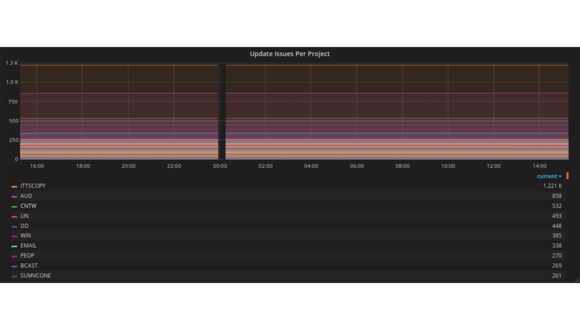 Update Issues Per Project
1.3 K
1.0 K
750
500
250
0
16:00 18:00 20:00 22:00 00:00 02:00 04:00 06:00 08:00 10:00 12:00 14:00
current
ITTSCOPY 1.221 K
AUD 858
CNTW 532
LIN 493
DD 448
WIN 385
EMAIL 338
PEOP 270
BCAST 269
SUMVCONE 261